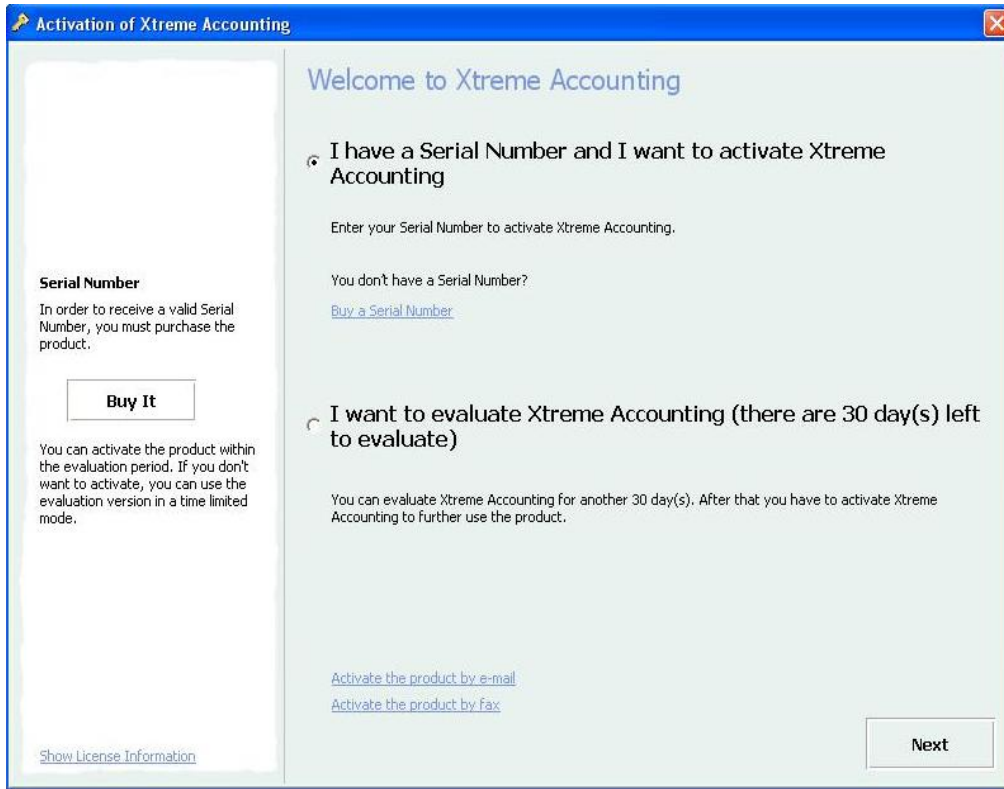 Activation of Xtreme Accounting
Welcome to Xtreme Accounting
I have a Serial Number and I want to activate Xtreme
Accounting
Enter your Serial Number to activate Xtreme Accounting.
You don't have a Serial Number?
Buy a Serial Number
Serial Number
In order to receive a valid Serial
Number, you must purchase the
product.
Buy It
You can activate the product within
the evaluation period. If you don't
want to activate, you can use the
evaluation version in a time limited
mode.
I want to evaluate Xtreme Accounting (there are 30 day(s) left
to evaluate)
You can evaluate Xtreme Accounting for another 30 day(s). After that you have to activate Xtreme
Accounting to further use the product.
Activate the product by e-mail
Activate the product by fax
Show License Information
Next